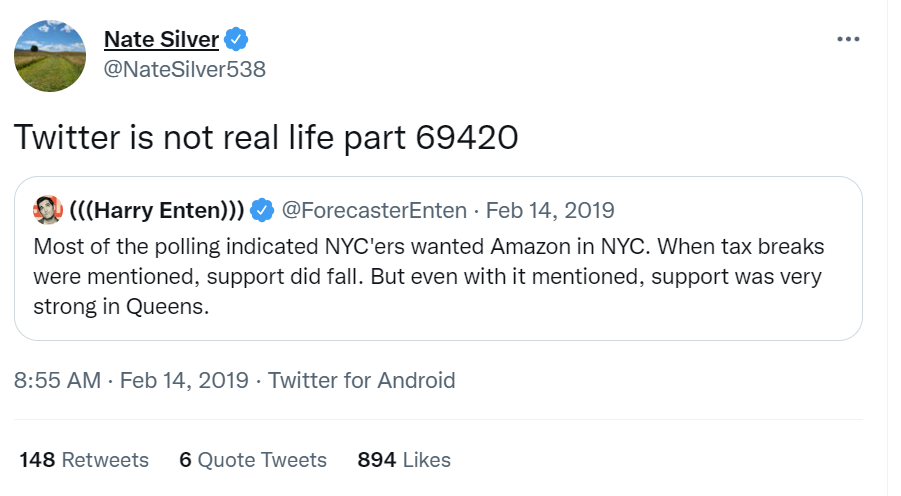 Nate Silver
@NateSilver538
Twitter is not real life part 69420
(((Harry Enten))) @ForecasterEnten · Feb 14, 2019
Most of the polling indicated NYC'ers wanted Amazon in NYC. When tax breaks
were mentioned, support did fall. But even with it mentioned, support was very
strong in Queens.
8:55 AM · Feb 14, 2019 · Twitter for Android
148 Retweets 6 Quote Tweets 894 Likes